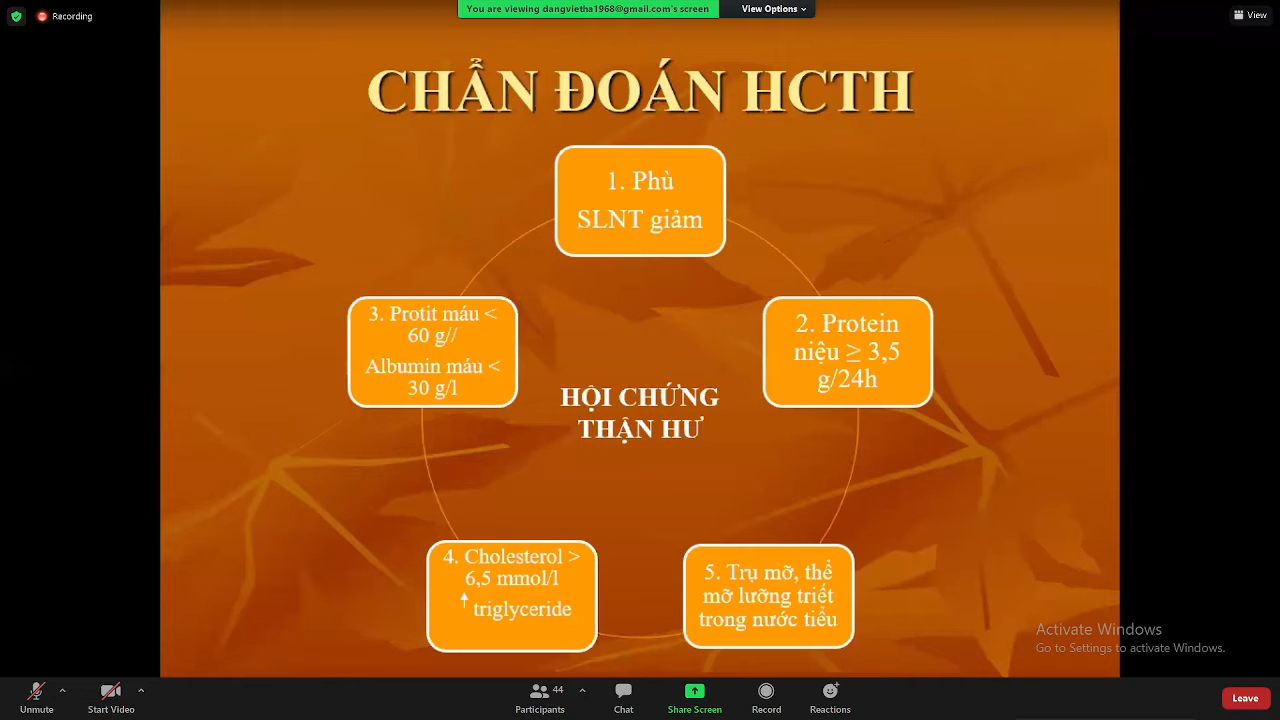 Recording
You are viewing dangvietha1968@gmail.com's screen
View Options
View
CHẨN ĐOÁN HCTH
1. Phù
SLNT giảm
2. Protein
niệu ≥ 3,5
g/24h
3. Protit máu <
60 g//
Albumin máu <
30 g/l
HỘI CHỨNG
THẬN HƯ
4. Cholesterol >
6,5 mmol/l
↑ triglyceride
5. Trụ mỡ, thể
mỡ lưỡng triết
trong nước tiểu
Activate Windows
Go to Settings to activate Windows.
Unmute
Start Video
Participants
44
Chat
Share Screen
Record
Reactions
Leave